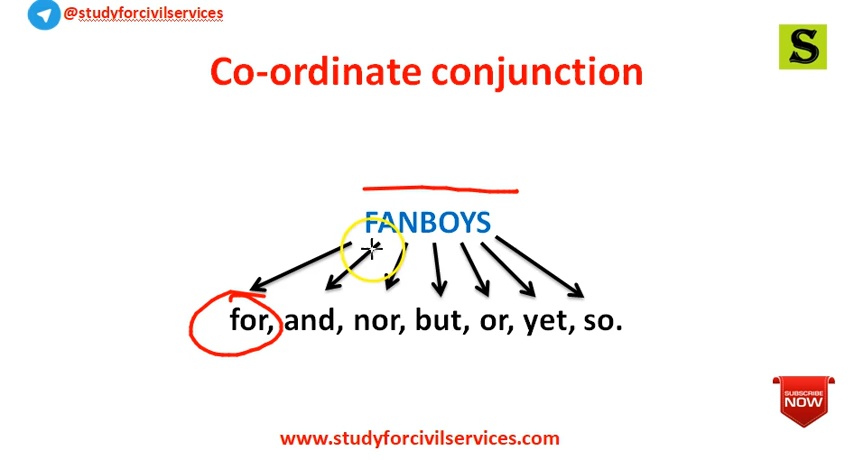 @studyforcivilservices
S
Co-ordinate conjunction
FANBOYS
for, and, nor, but, or, yet, so.
SUBSCRIBE
NOW
www.studyforcivilservices.com